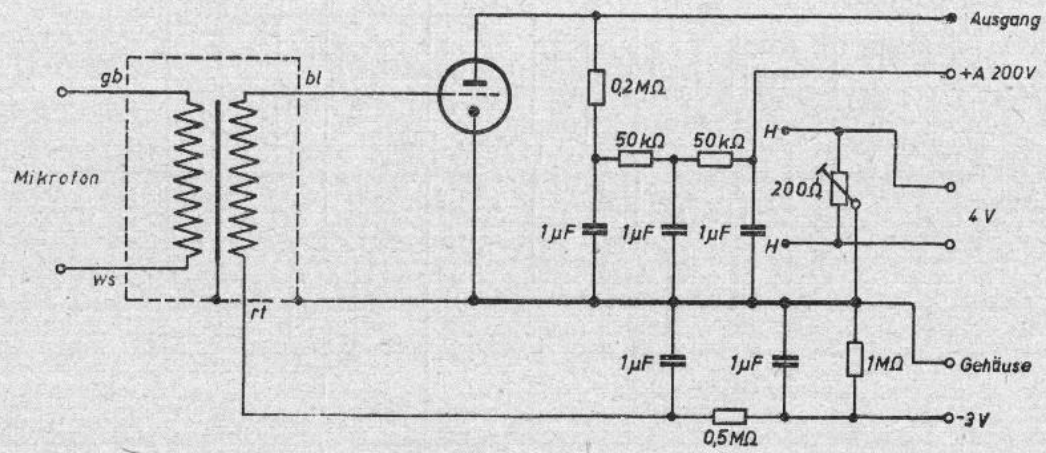 Ausgang
gb
bl
+A 200V
0,2MΩ
50kΩ
50kΩ
H
Mikrofon
200Ω
4V
1µF
1µF
1µF
H
ws
rt
1µF
1µF
1MΩ
Gehäuse
-3V
0,5MΩ